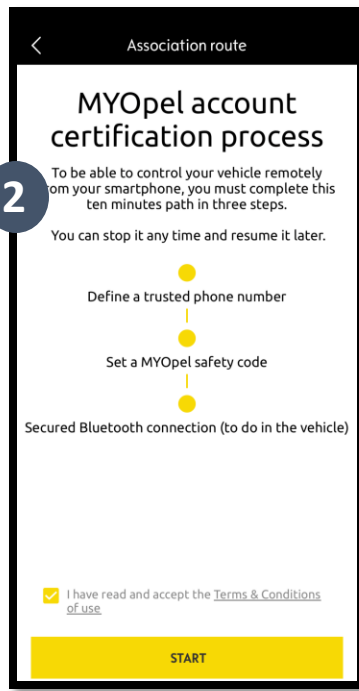 Association route
MYOpel account
certification process
To be able to control your vehicle remotely
om your smartphone, you must complete this
ten minutes path in three steps.
2
You can stop it any time and resume it later.
Define a trusted phone number
Set a MYOpel safety code
Secured Bluetooth connection (to do in the vehicle)
I have read and accept the Terms & Conditions
of use
START